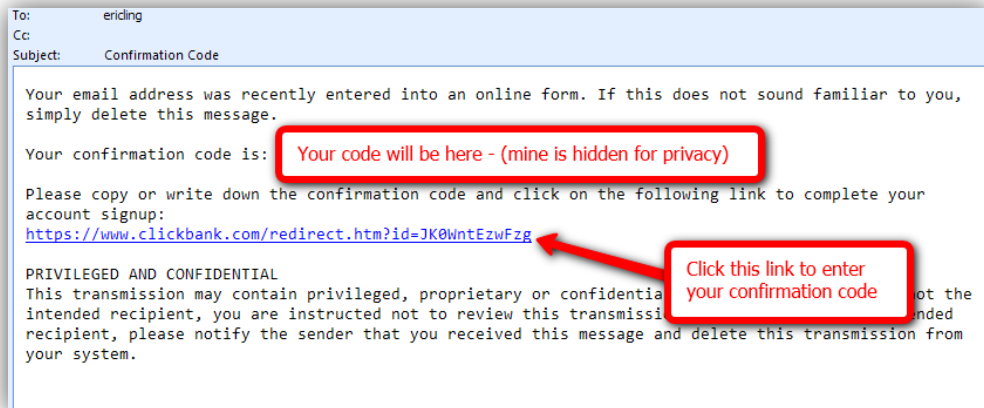 To: ericling
Cc:
Subject: Confirmation Code
Your email address was recently entered into an online form. If this does not sound familiar to you,
simply delete this message.
Your confirmation code is: Your code will be here - (mine is hidden for privacy)
Please copy or write down the confirmation code and click on the following link to complete your
account signup:
https://www.clickbank.com/redirect.htm?id=JK0WntEzwFzg
Click this link to enter
your confirmation code
PRIVILEGED AND CONFIDENTIAL
This transmission may contain privileged, proprietary or the
intended recipient, you are instructed not to review this
recipient, please notify the sender that you received this message and delete this transmission from
your system.